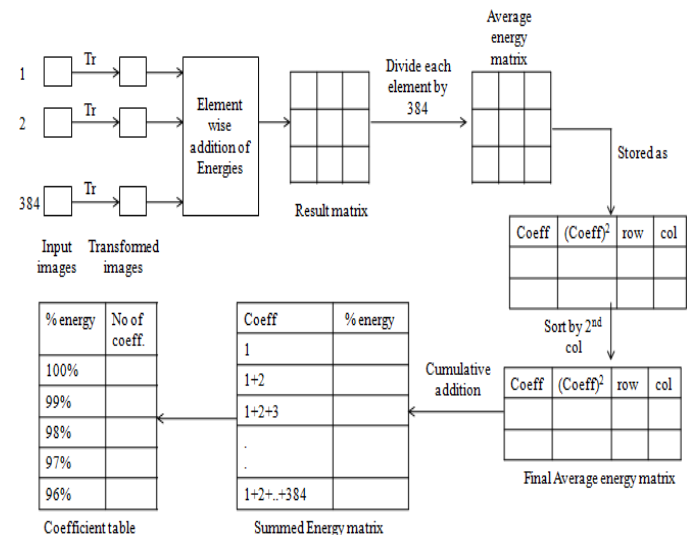 1
Tr
2
Tr
384
Tr
Input
images
Transformed
images
Element
wise
addition of
Energies
Result matrix
Divide each
element by
384
Average
energy
matrix
Stored as
Coeff (Coeff)² row col
Sort by 2nd
col
Coeff (Coeff)² row col
Final Average energy matrix
Cumulative
addition
Coeff % energy
1
1+2
1+2+3
.
.
1+2+..+384
Summed Energy matrix
% energy No of
coeff.
100%
99%
98%
97%
96%
Coefficient table